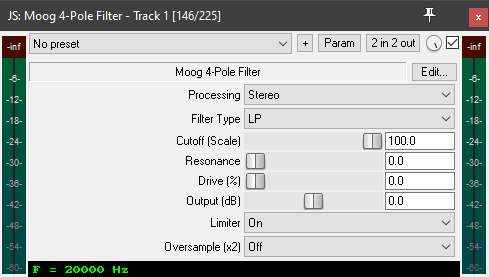 JS: Moog 4-Pole Filter - Track 1 [146/225]
-inf No preset + Param 2 in 2 out -inf
Moog 4-Pole Filter Edit...
Processing Stereo
Filter Type LP
Cutoff (Scale) 100.0
Resonance 0.0
Drive (%) 0.0
Output (dB) 0.0
Limiter On
Oversample (x2) Off
F = 20000 Hz
-6-
-12-
-18-
-24-
-30-
-36-
-42-
-54-
-60-
-6-
-12-
-18-
-24-
-30-
-36-
-42-
-54-
-60-